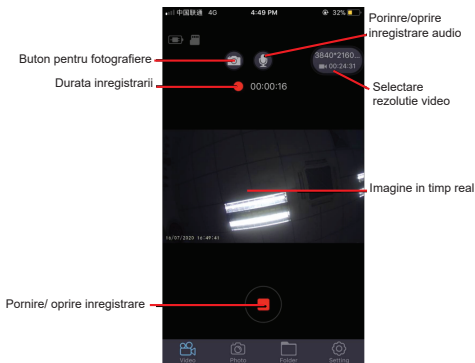 中国联通 4G 4:49 PM 32%
Porinre/oprire
inregistrare audio
3840*2160...
00:24:31
Buton pentru fotografiere
Durata inregistrarii
00:00:16
Selectare
rezolutie video
Imagine in timp real
16/07/2020 16:49:41
Pornire/ oprire inregistrare
Video Photo Folder Setting